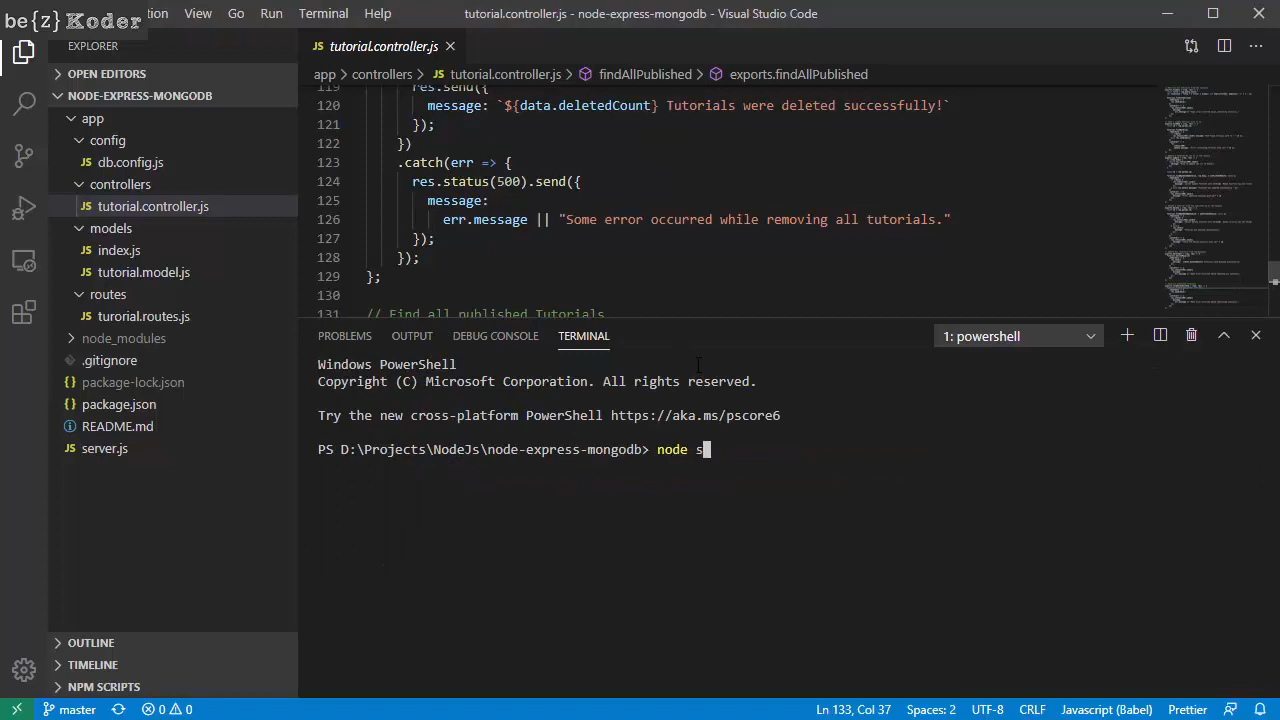 be{z}Koder
tion View Go Run Terminal Help
tutorial.controller.js - node-express-mongodb - Visual Studio Code
EXPLORER
OPEN EDITORS
NODE-EXPRESS-MONGODB
app
config
JS db.config.js
controllers
JS tutorial.controller.js
models
JS index.js
JS tutorial.model.js
routes
JS turorial.routes.js
node_modules
.gitignore
{} package-lock.json
{} package.json
README.md
JS server.js
OUTLINE
TIMELINE
NPM SCRIPTS
JS tutorial.controller.js
app > controllers > JS tutorial.controller.js > findAllPublished > exports.findAllPublished
119 res.send({
120 message: `${data.deletedCount} Tutorials were deleted successfully!`
121 });
122 })
123 .catch(err => {
124 res.status(500).send({
125 message:
126 err.message || "Some error occurred while removing all tutorials."
127 });
128 });
129 };
130
131 // Find all published Tutorials
PROBLEMS OUTPUT DEBUG CONSOLE TERMINAL 1: powershell
Windows PowerShell
Copyright (C) Microsoft Corporation. All rights reserved.
Try the new cross-platform PowerShell https://aka.ms/pscore6
PS D:\Projects\NodeJs\node-express-mongodb> node s
master 0 0 Ln 133, Col 37 Spaces: 2 UTF-8 CRLF Javascript (Babel) Prettier